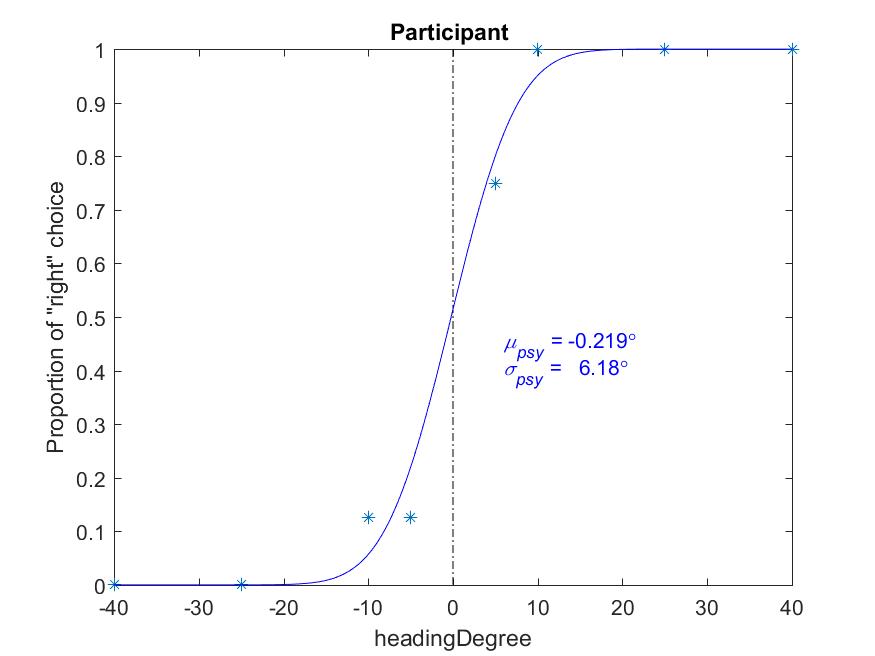 Participant
1
0.9
0.8
0.7
0.6
0.5
0.4
0.3
0.2
0.1
0
Proportion of "right" choice
μpsy = -0.219°
σpsy = 6.18°
-40 -30 -20 -10 0 10 20 30 40
headingDegree